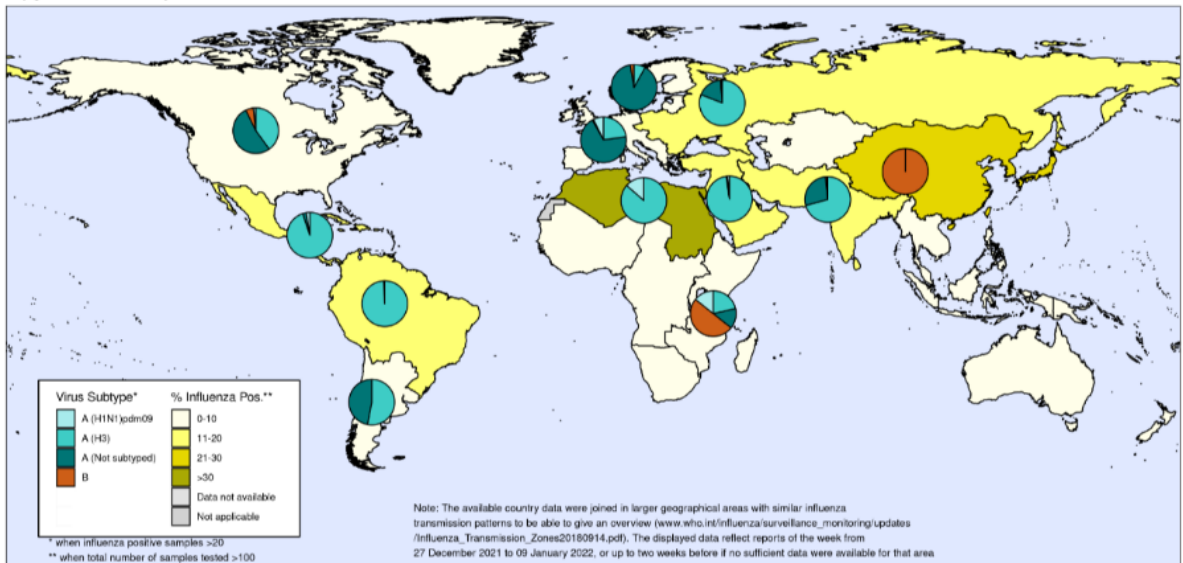 Virus Subtype*
A (H1N1)pdm09
A (H3)
A (Not subtyped)
B
% Influenza Pos.**
0-10
11-20
21-30
>30
Data not available
Not applicable
* when influenza positive samples >20
** when total number of samples tested >100
Note: The available country data were joined in larger geographical areas with similar influenza
transmission patterns to be able to give an overview (www.who.int/influenza/surveillance_monitoring/updates
/Influenza_Transmission_Zones20180914.pdf). The displayed data reflect reports of the week from
27 December 2021 to 09 January 2022, or up to two weeks before if no sufficient data were available for that area